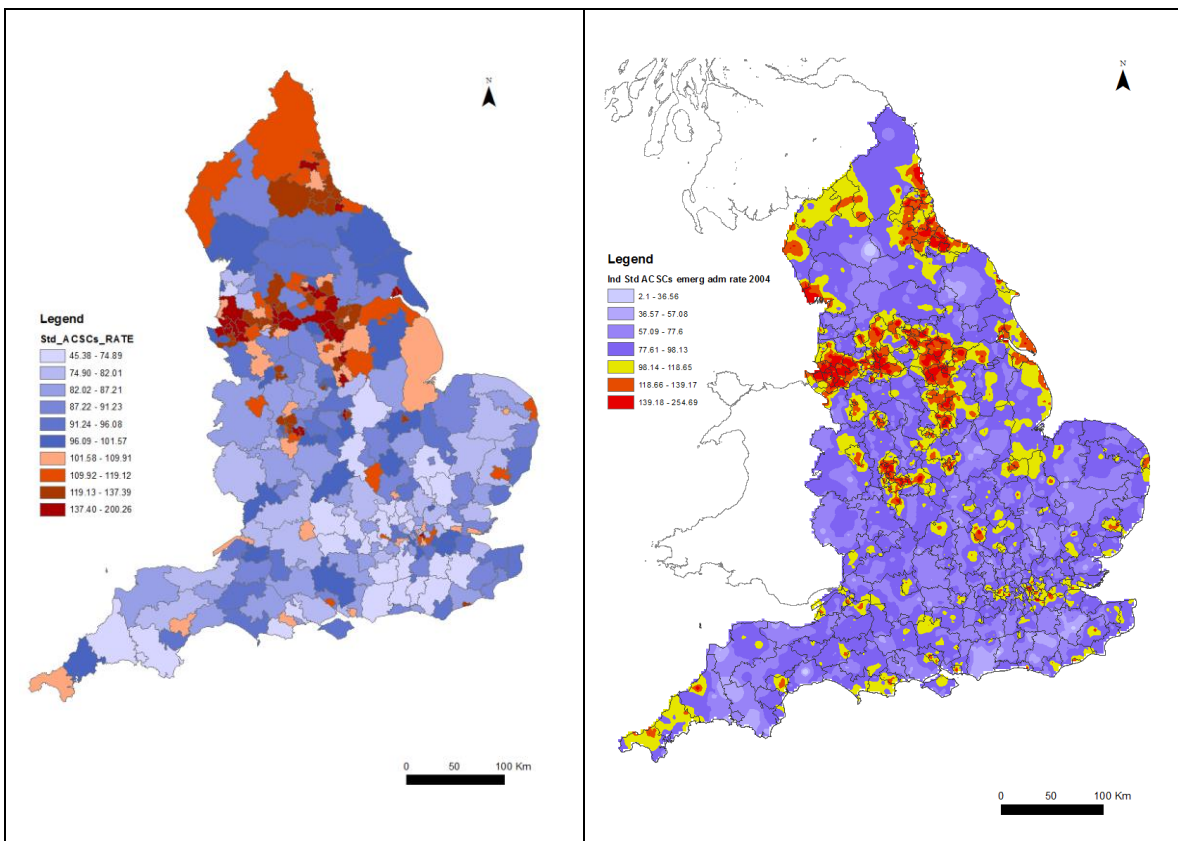 N
Legend
Std_ACSCs_RATE
45.38 - 74.89
74.90 - 82.01
82.02 - 87.21
87.22 - 91.23
91.24 - 96.08
96.09 - 101.57
101.58 - 109.91
109.92 - 119.12
119.13 - 137.39
137.40 - 200.26
0 50 100 Km
N
Legend
Ind Std ACSCs emerg adm rate 2004
2.1 - 36.56
36.57 - 57.08
57.09 - 77.6
77.61 - 98.13
98.14 - 118.65
118.66 - 139.17
139.18 - 254.69
0 50 100 Km